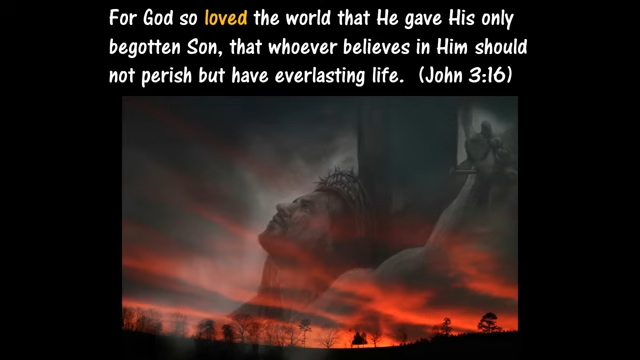 For God so loved the world that He gave His only
begotten Son, that whoever believes in Him should
not perish but have everlasting life. (John 3:16)